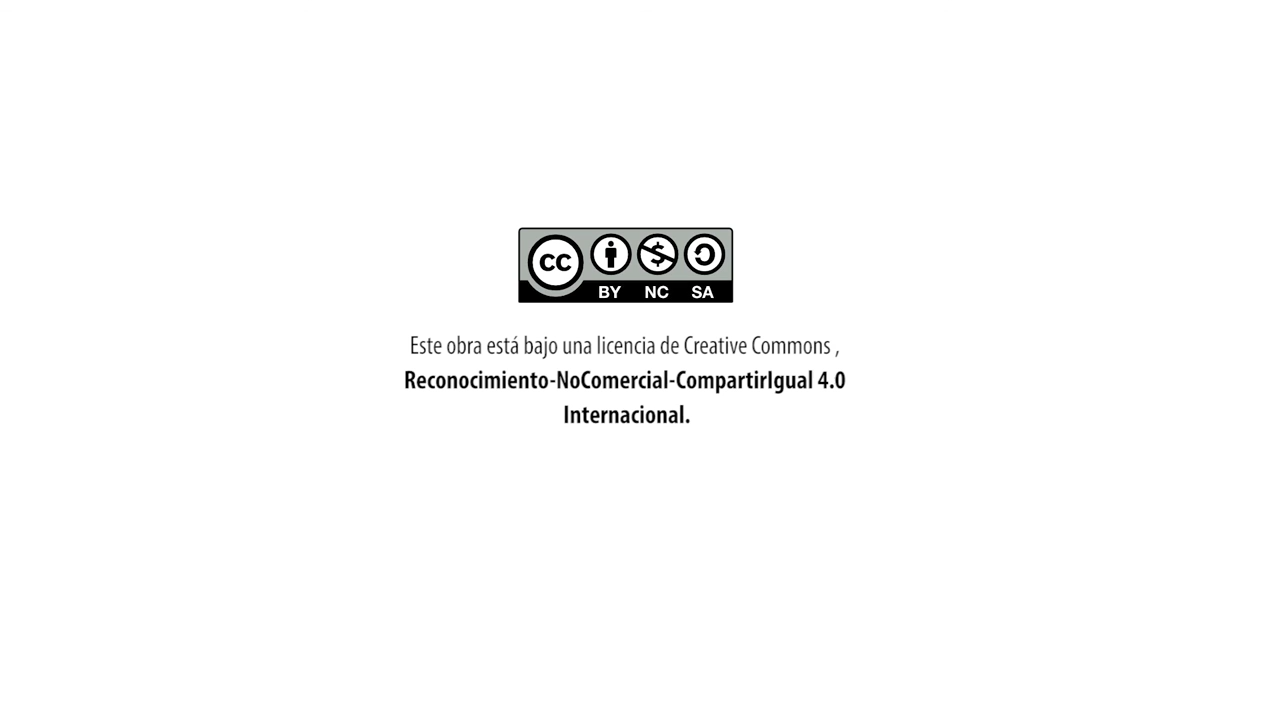 CC BY NC SA
Este obra está bajo una licencia de Creative Commons ,
Reconocimiento-NoComercial-CompartirIgual 4.0
Internacional.